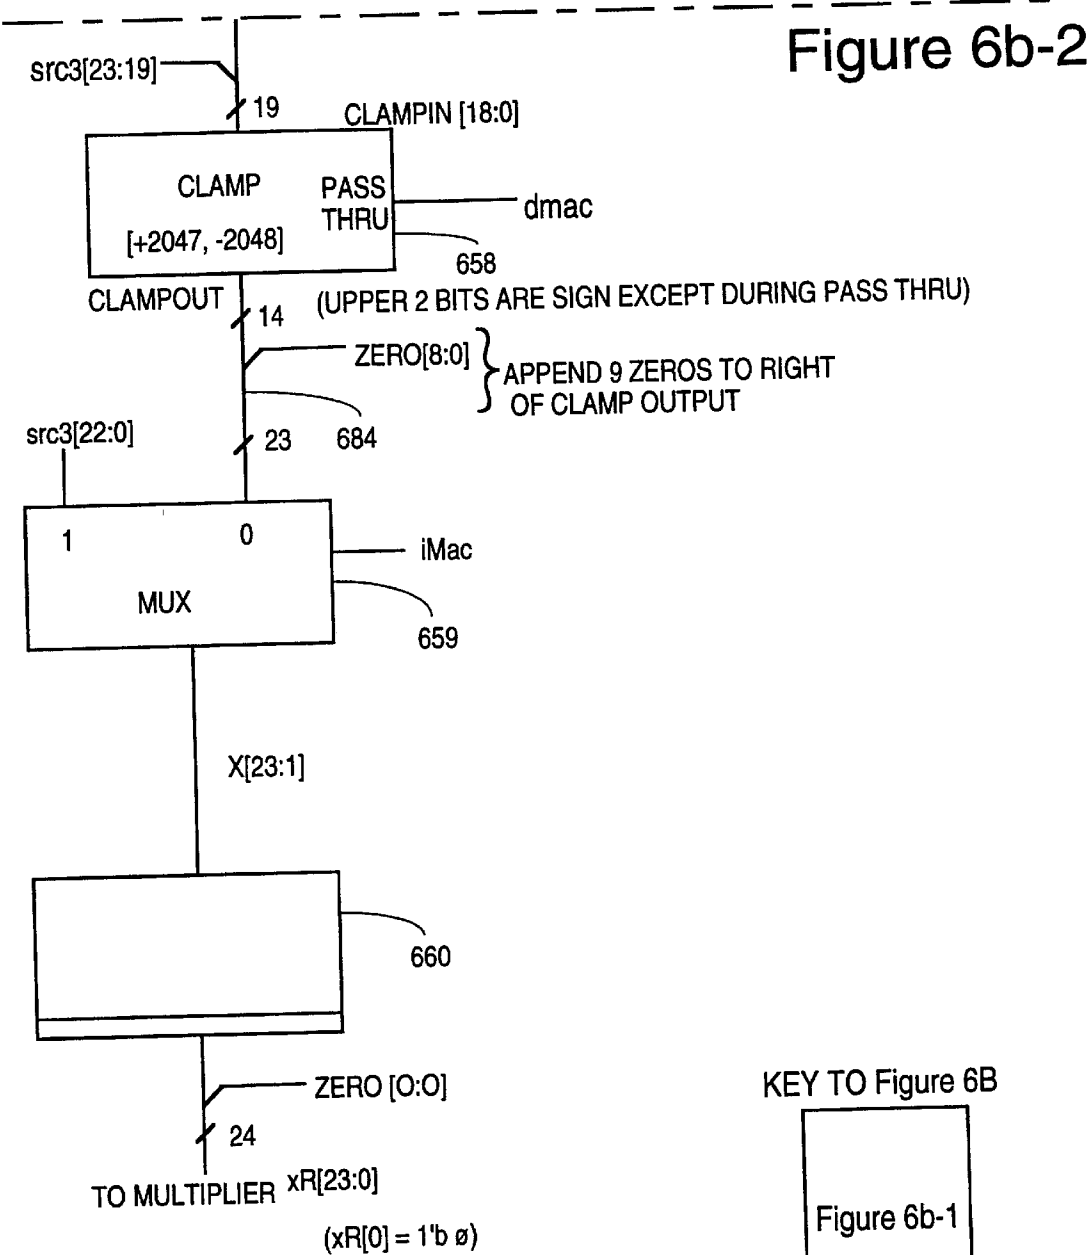 Figure 6b-2
src3[23:19]
19
CLAMPIN [18:0]
CLAMP
PASS
THRU
[+2047, -2048]
dmac
658
CLAMPOUT
14
(UPPER 2 BITS ARE SIGN EXCEPT DURING PASS THRU)
ZERO[8:0]
APPEND 9 ZEROS TO RIGHT
OF CLAMP OUTPUT
src3[22:0]
23
684
1
0
iMac
MUX
659
X[23:1]
660
ZERO [O:O]
24
TO MULTIPLIER xR[23:0]
(xR[0] = 1'b ø)
KEY TO Figure 6B
Figure 6b-1